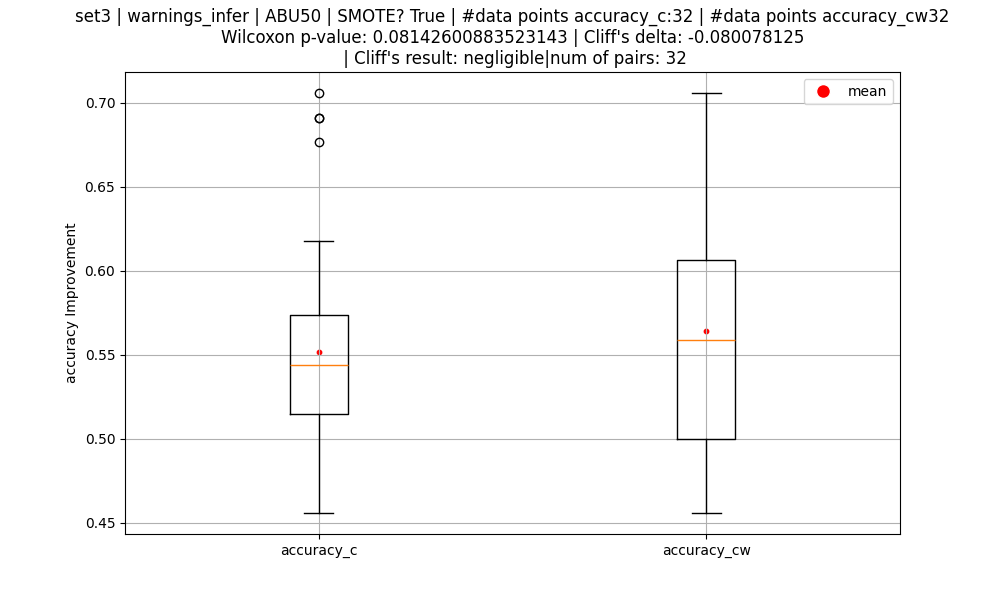 set3 | warnings_infer | ABU50 | SMOTE? True | #data points accuracy_c:32 | #data points accuracy_cw32
Wilcoxon p-value: 0.08142600883523143 | Cliff's delta: -0.080078125
| Cliff's result: negligible|num of pairs: 32
mean
0.70
0.65
0.60
0.55
0.50
0.45
accuracy Improvement
accuracy_c
accuracy_cw